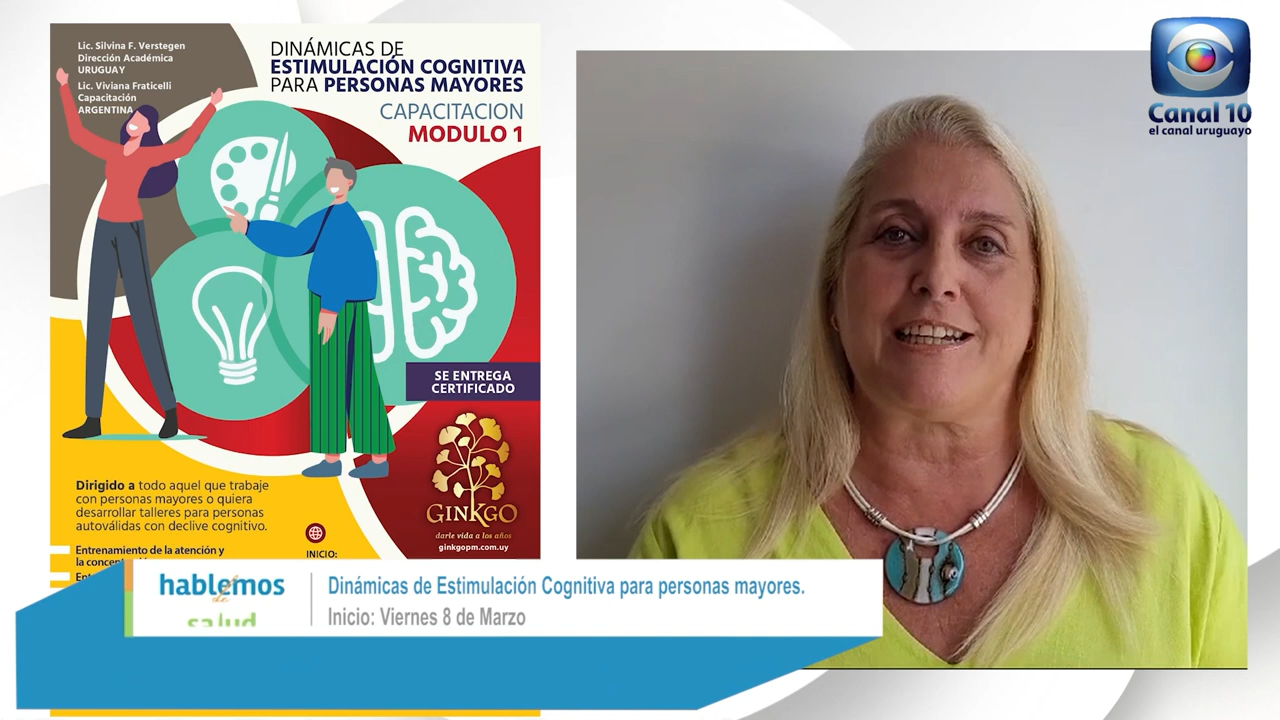 Lic. Silvina F. Verstegen
Dirección Académica
URUGUAY
Lic. Viviana Fraticelli
Capacitación
ARGENTINA
DINÁMICAS DE
ESTIMULACIÓN COGNITIVA
PARA PERSONAS MAYORES
CAPACITACION
MODULO 1
SE ENTREGA
CERTIFICADO
GINKGO
darle vida a los años
ginkgopm.com.uy
Dirigido a todo aquel que trabaje
con personas mayores o quiera
desarrollar talleres para personas
autoválidas con declive cognitivo.
Entrenamiento de la atención y
la
INICIO:
Canal 10
el canal uruguayo
hablemos
de
salud
Dinámicas de Estimulación Cognitiva para personas mayores.
Inicio: Viernes 8 de Marzo